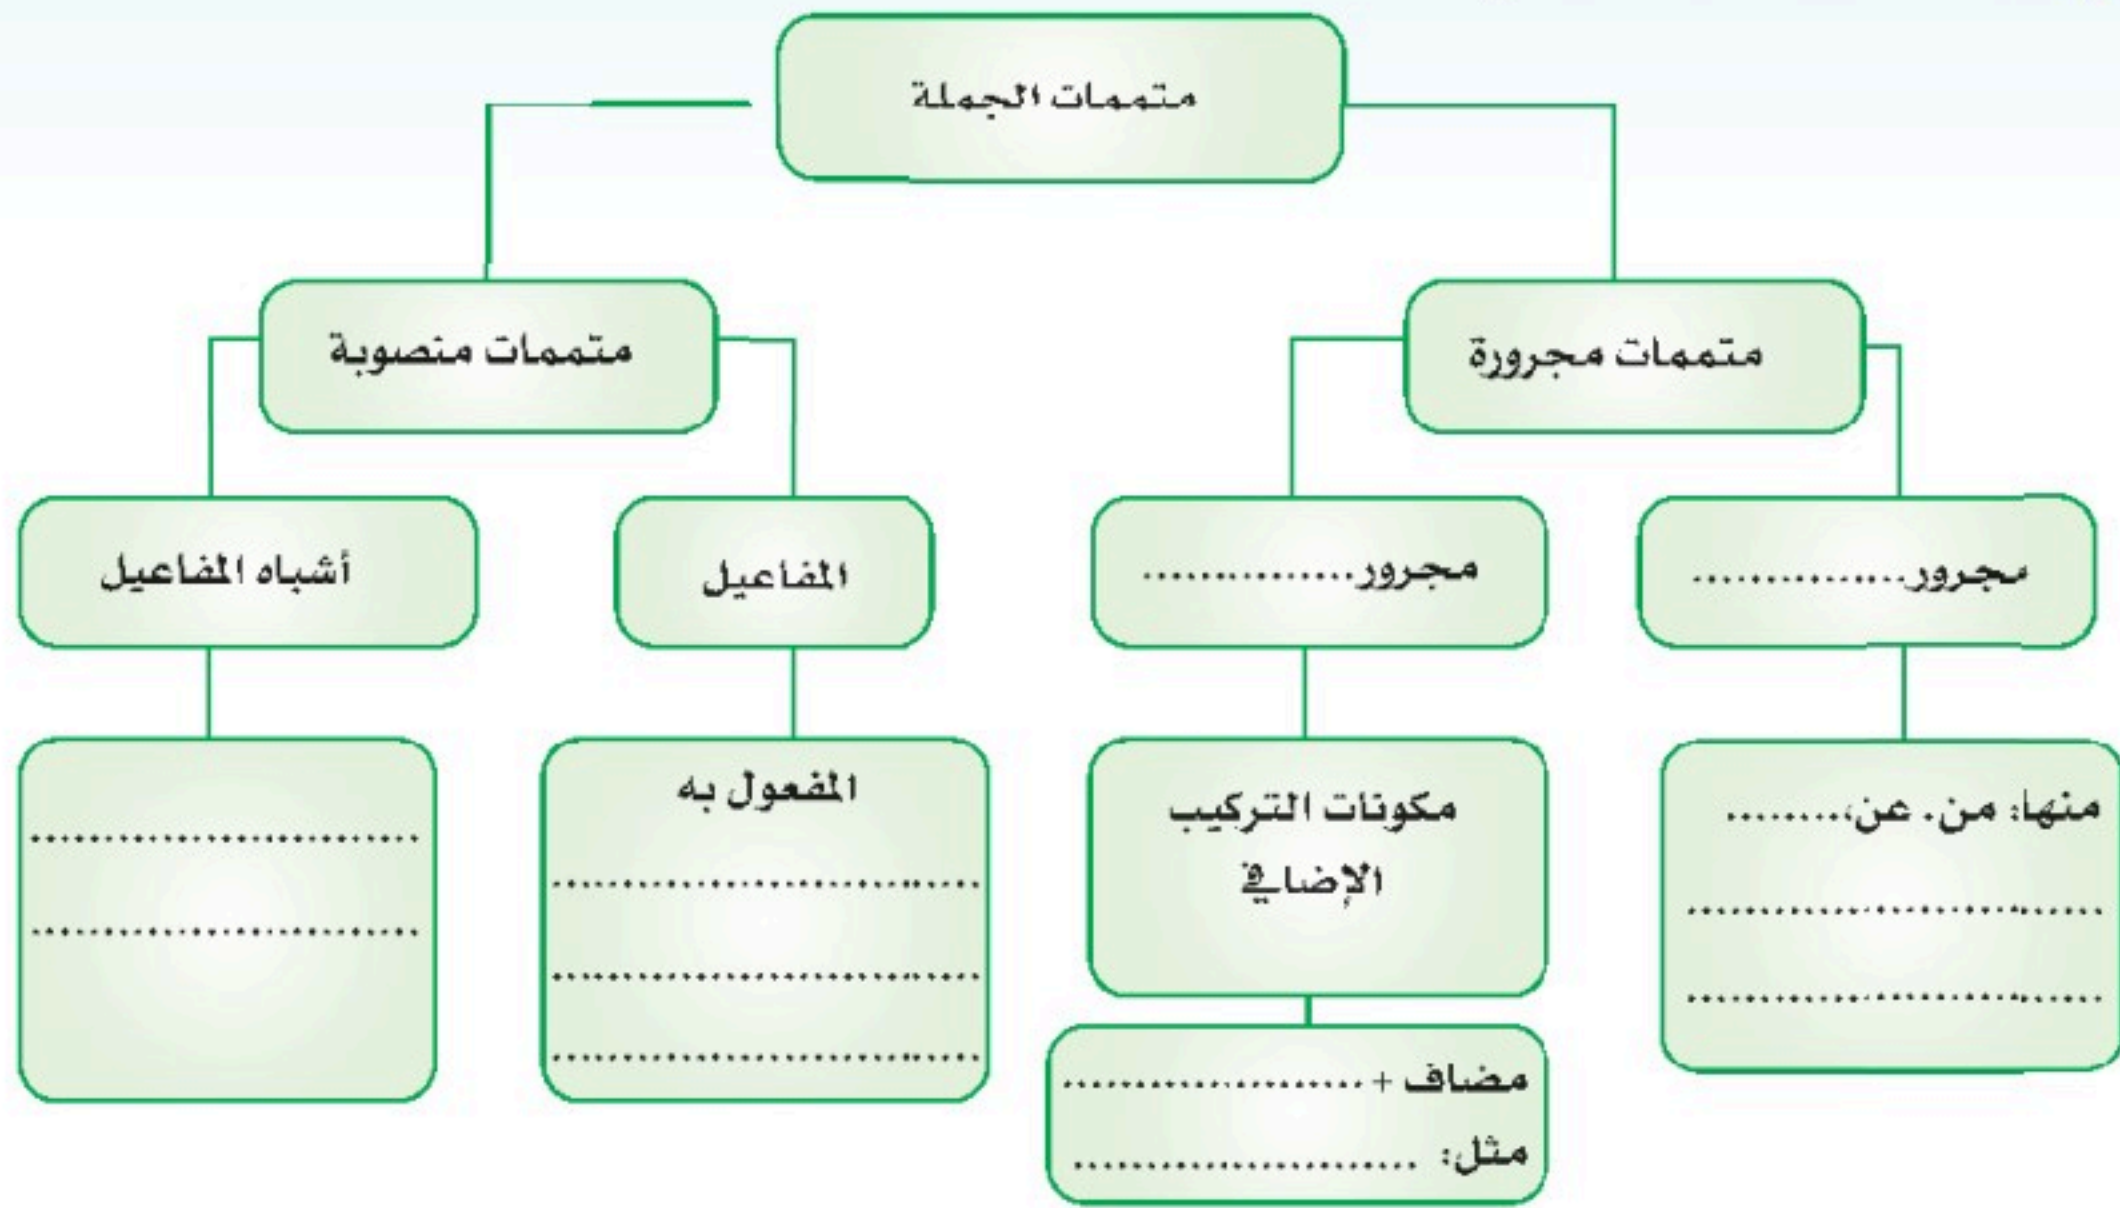 متممات الجملة
متممات مجرورة
متممات منصوبة
مجرور................
مجرور................
المفاعيل
أشباه المفاعيل
منها: من. عن،........
................................
................................
مكونات التركيب
الإضافي
مضاف + ......................
مثل: ........................
المفعول به
................................
................................
................................
................................
................................